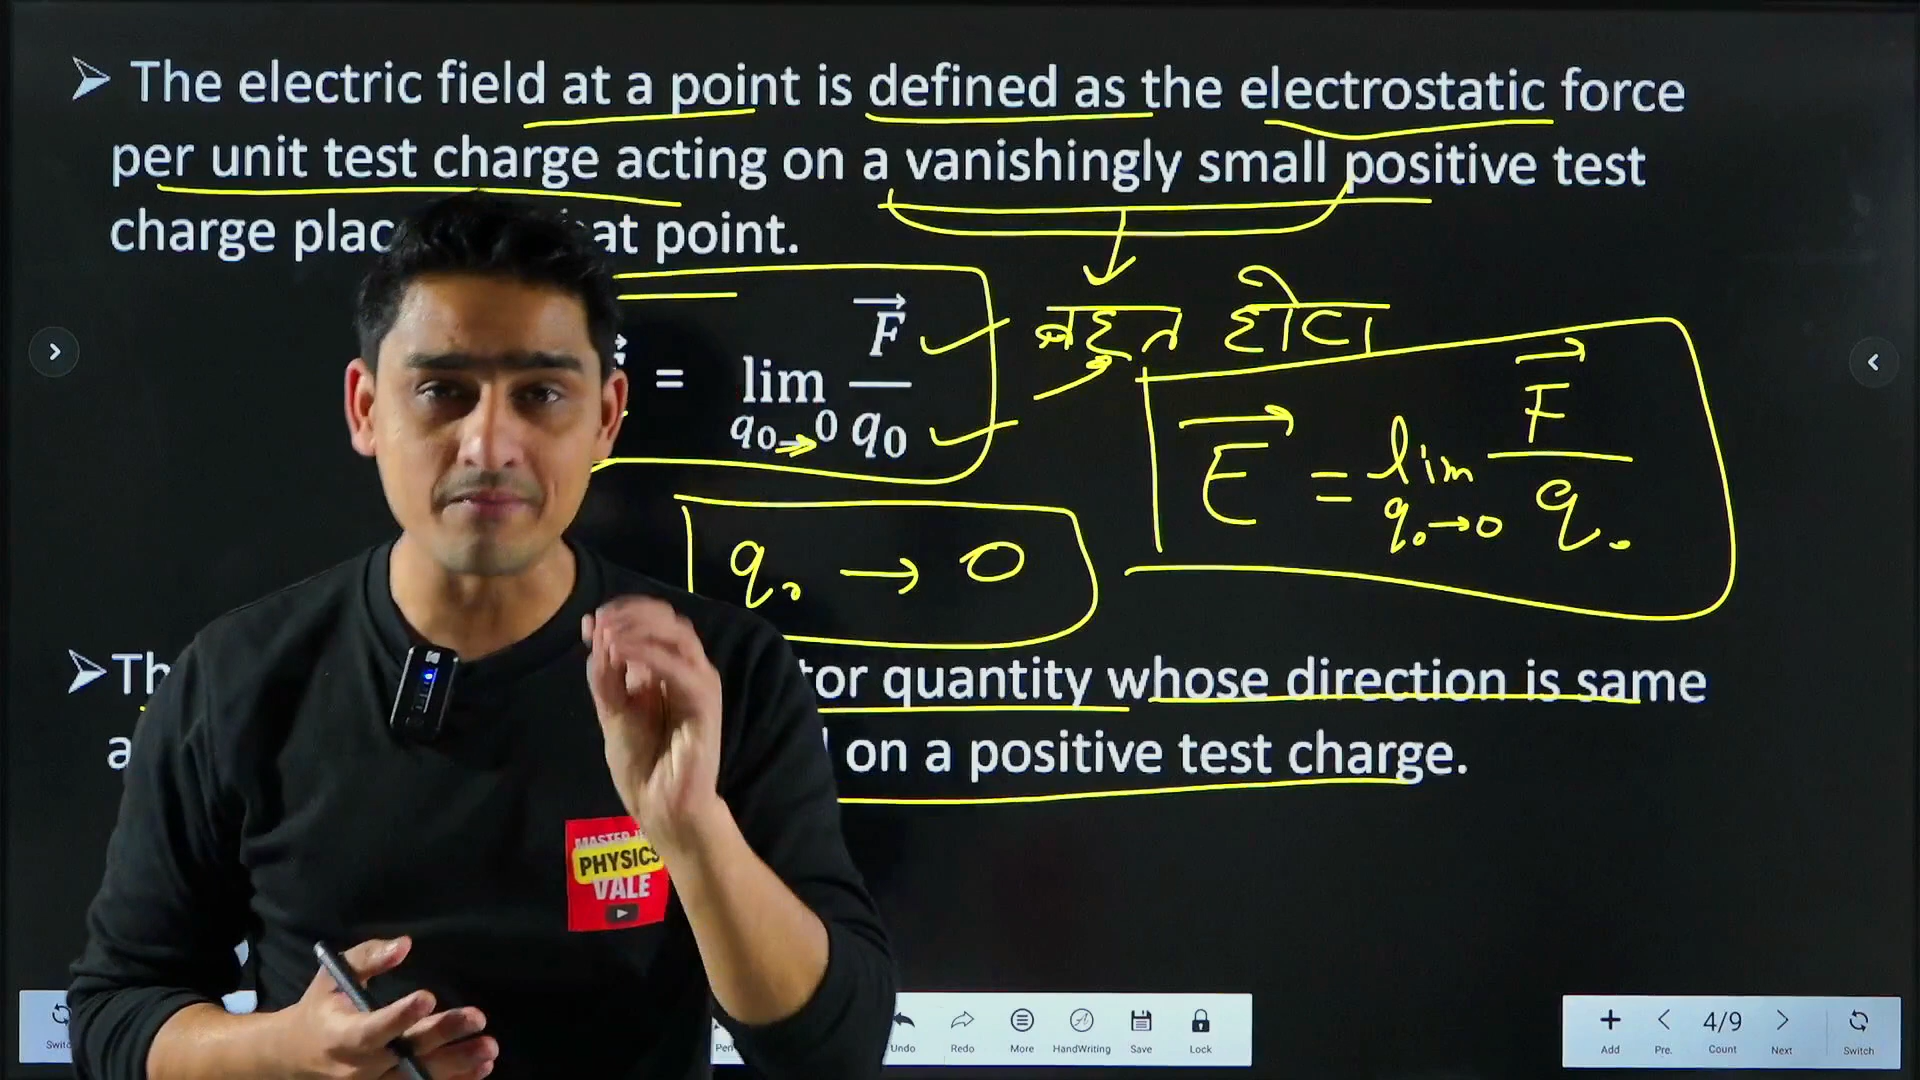 ➤ The electric field at a point is defined as the electrostatic force
per unit test charge acting on a vanishingly small positive test
charge plac at point.
= lim q0→0 F/q0
बहुत छोटा
E = lim q0→0 F/q0
q0 → 0
➤Th tor quantity whose direction is same
a on a positive test charge.
MASTER
PHYSICS
VALE
Switc
Pen
Undo
Redo
More
HandWriting
Save
Lock
Add
Pre.
4/9
Count
Next
Switch